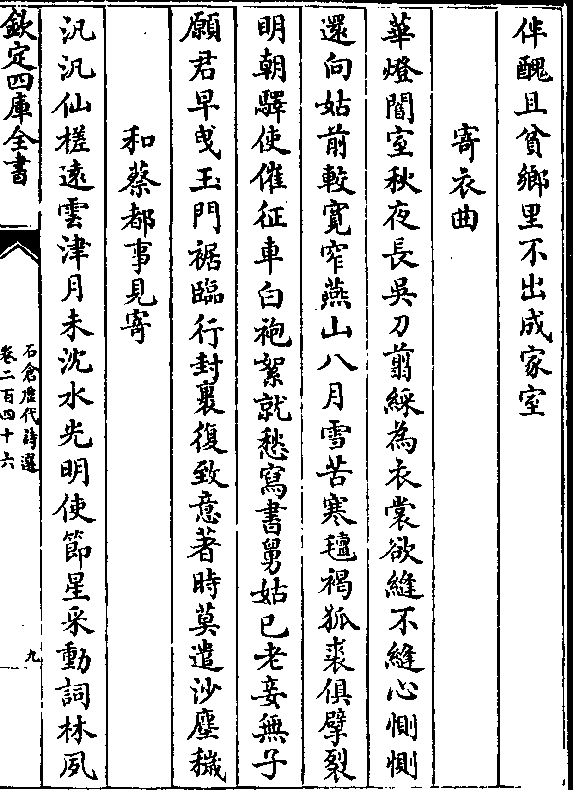 伴醜且貧鄉里不出成家室
寄衣曲
華燈闇室秋夜長吳刀翦綵為衣裳欲縫不縫心惻惻
還向姑前較寬窄燕山八月雪苦寒氊褐狐裘俱擘裂
明朝驛使催征車白袍絮就愁寫書舅姑已老妾無子
願君早曳玉門裾臨行封裹復致意著時莫遣沙塵穢
和蔡都事見寄
汎汎仙槎遠雲津月未沈水光明使節星采動詞林夙
欽定四庫全書
石倉歷代詩選
卷二百四十六
九